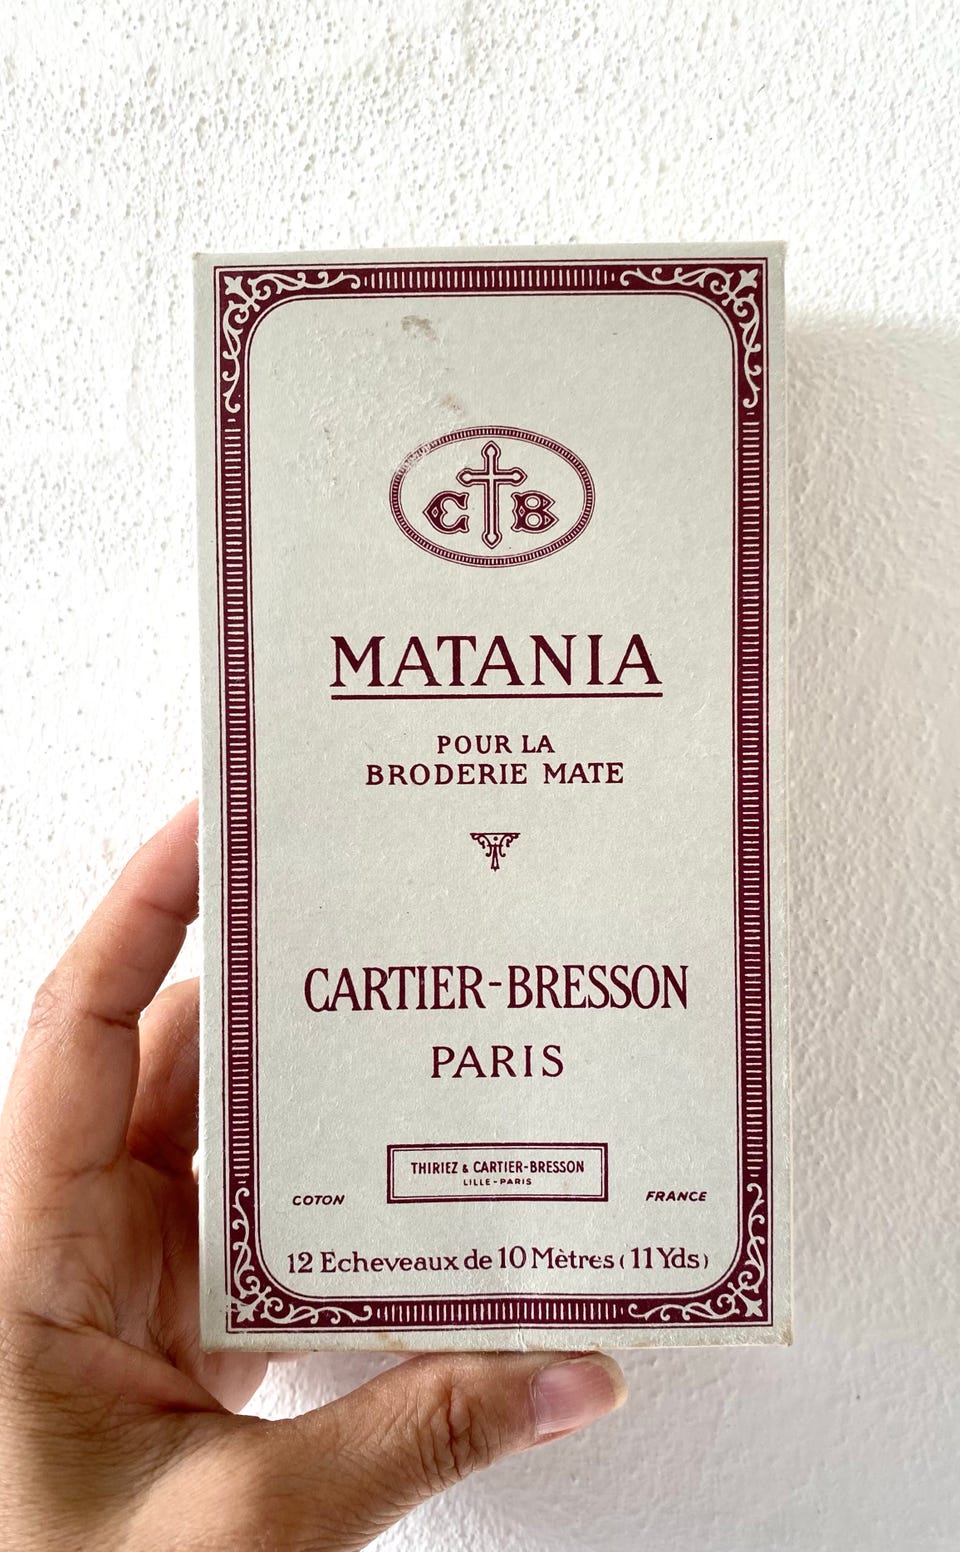 C B
MATANIA
POUR LA
BRODERIE MATE
CARTIER-BRESSON
PARIS
THIRIEZ & CARTIER-BRESSON
LILLE-PARIS
COTON FRANCE
12 Echeveaux de 10 Mètres (11 Yds)